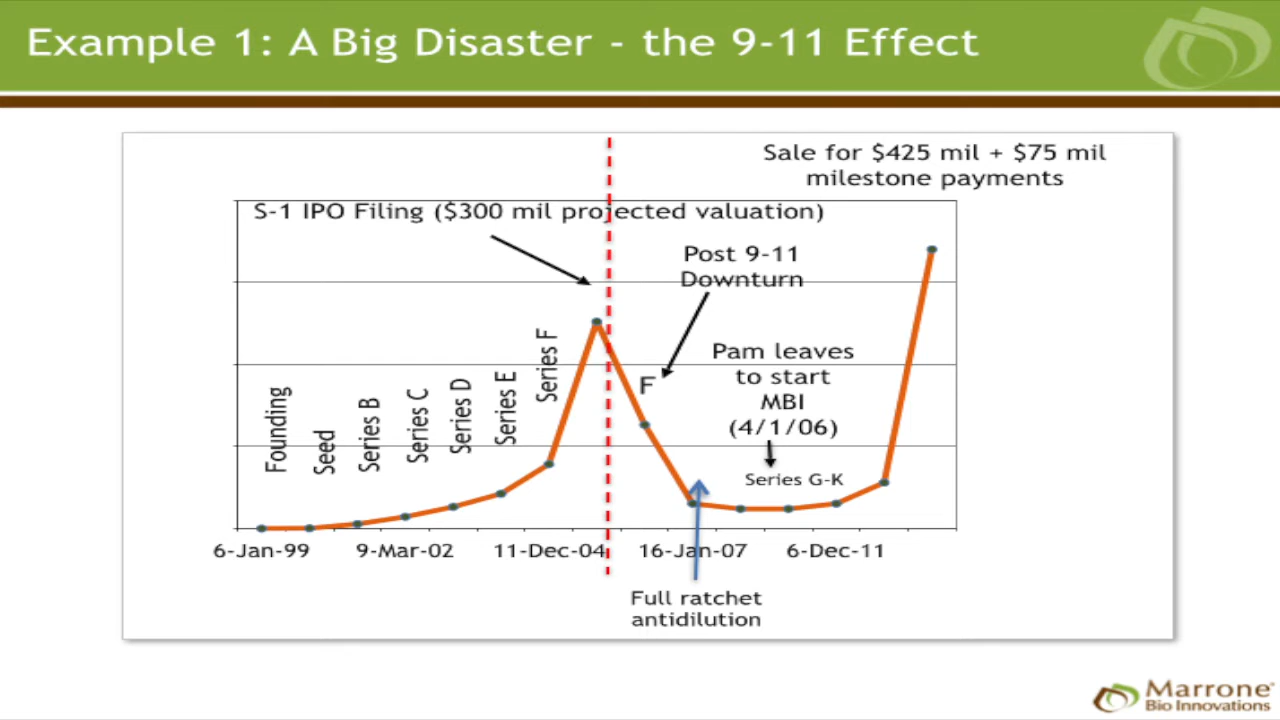 Example 1: A Big Disaster - the 9-11 Effect
Sale for $425 mil + $75 mil
milestone payments
S-1 IPO Filing ($300 mil projected valuation)
Post 9-11
Downturn
Pam leaves
to start
MBI
(4/1/06)
Series G-K
F
Founding
Seed
Series B
Series C
Series D
Series E
Series F
6-Jan-99
9-Mar-02
11-Dec-04
16-Jan-07
6-Dec-11
Full ratchet
antidilution
Marrone®
Bio Innovations